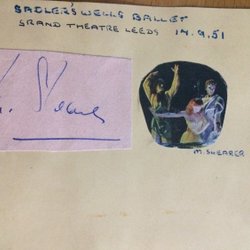 SADLER'S WELLS BALLET
GRAND THEATRE LEEDS 14.9.51
M. SHEARER